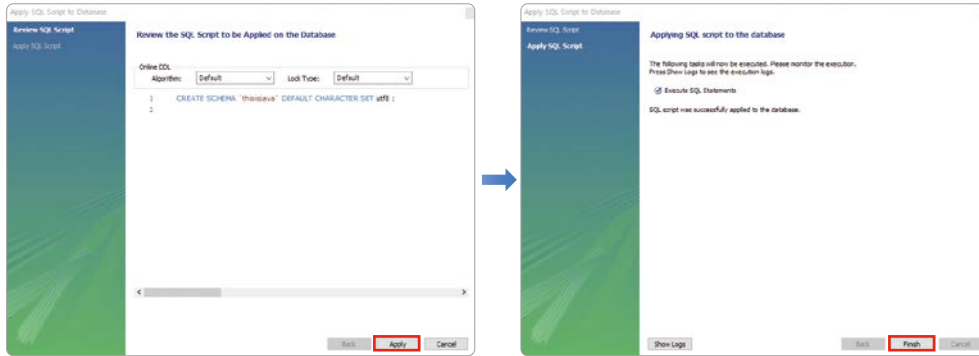 Apply SQL Script to Database
Review SQL Script
Apply SQL Script
Review the SQL Script to be Applied on the Database
Online DDL
Algorithm: Default Lock Type: Default
1 CREATE SCHEMA `thisisjava` DEFAULT CHARACTER SET utf8 ;
2
Back Apply Cancel
Apply SQL Script to Database
Review SQL Script
Apply SQL Script
Applying SQL script to the database
The following tasks will now be executed. Please monitor the execution.
Press Show Logs to see the execution logs.
Execute SQL Statements
SQL script was successfully applied to the database.
Show Logs Back Finish Cancel